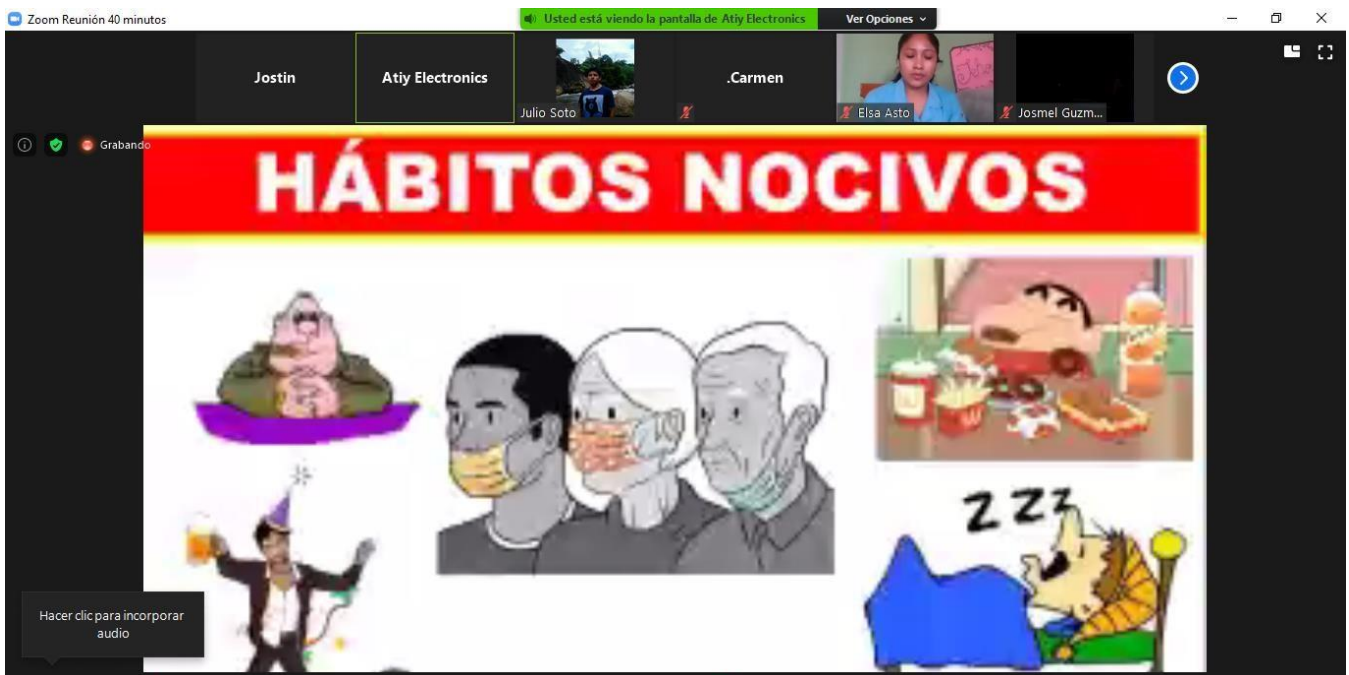 Zoom Reunión 40 minutos
Usted está viendo la pantalla de Atiy Electronics
Ver Opciones
Jostin
Atiy Electronics
Julio Soto
.Carmen
Elsa Asto
Josmel Guzm...
Grabando
HÁBITOS NOCIVOS
Z Z Z
Hacer clic para incorporar
audio